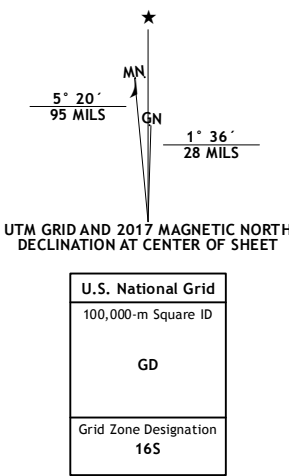 MN
GN
5° 20´
95 MILS
1° 36´
28 MILS
UTM GRID AND 2017 MAGNETIC NORTH
DECLINATION AT CENTER OF SHEET
U.S. National Grid
100,000-m Square ID
GD
Grid Zone Designation
16S